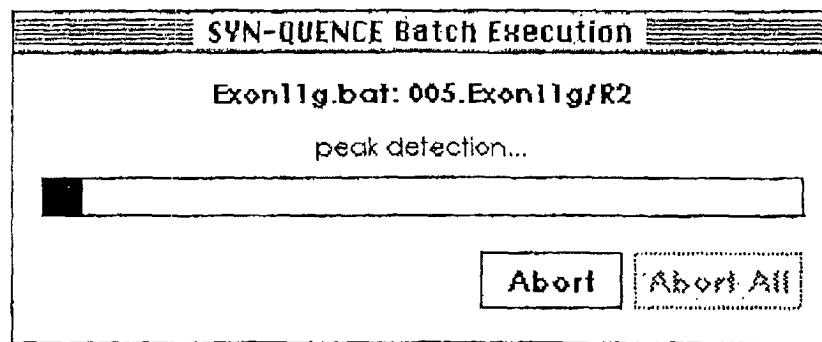 SYN-QUENCE Batch Execution
Exon11g.bat: 005.Exon11g/R2
peak detection...
Abort
Abort All